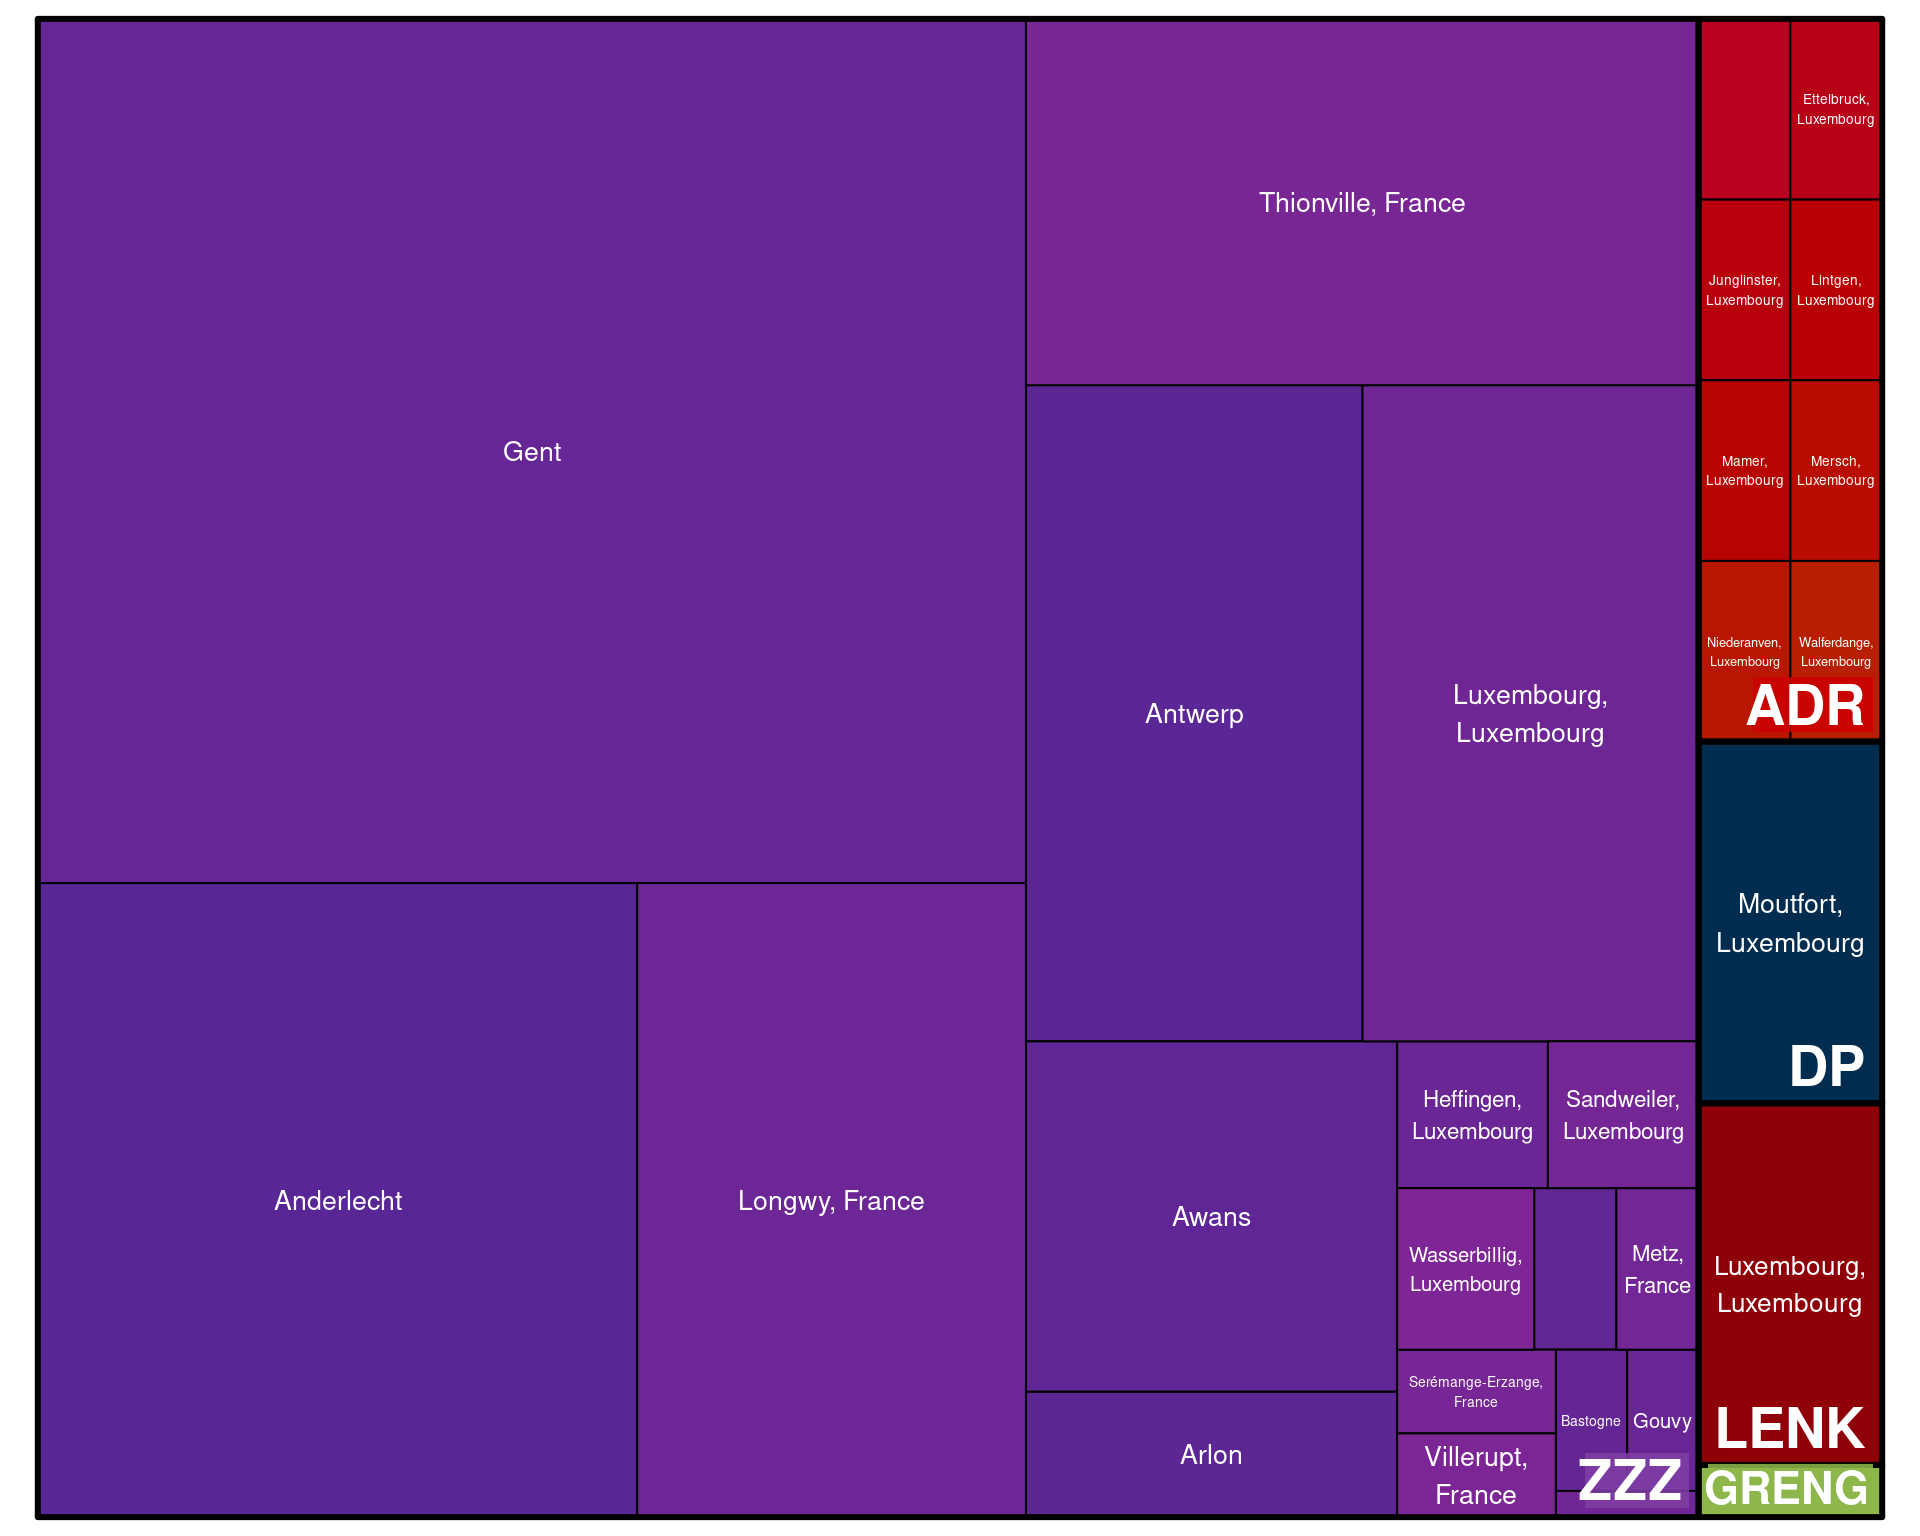 Gent
Thionville, France
Antwerp
Luxembourg,
Luxembourg
Anderlecht
Longwy, France
Awans
Arlon
Heffingen,
Luxembourg
Sandweiler,
Luxembourg
Wasserbillig,
Luxembourg
Metz,
France
Serémange-Erzange,
France
Villerupt,
France
Bastogne
Gouvy
ZZZ
Ettelbruck,
Luxembourg
Junglinster,
Luxembourg
Lintgen,
Luxembourg
Mamer,
Luxembourg
Mersch,
Luxembourg
Niederanven,
Luxembourg
Walferdange,
Luxembourg
ADR
Moutfort,
Luxembourg
DP
Luxembourg,
Luxembourg
LENK
GRENG